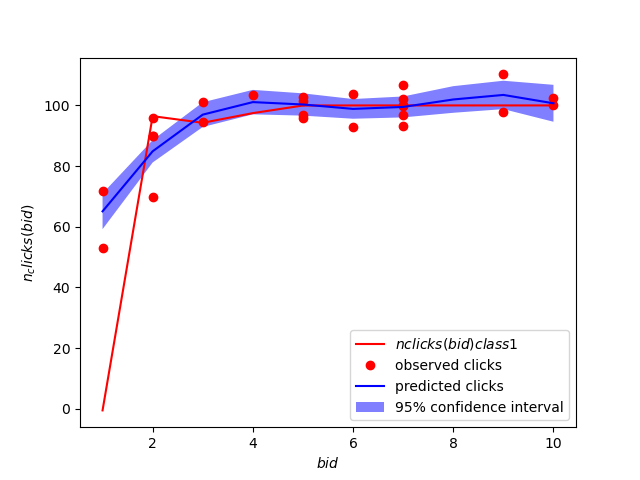 100
80
60
40
20
0
n_clicks(bid)
2
4
6
8
10
bid
nclicks(bid)class1
observed clicks
predicted clicks
95% confidence interval